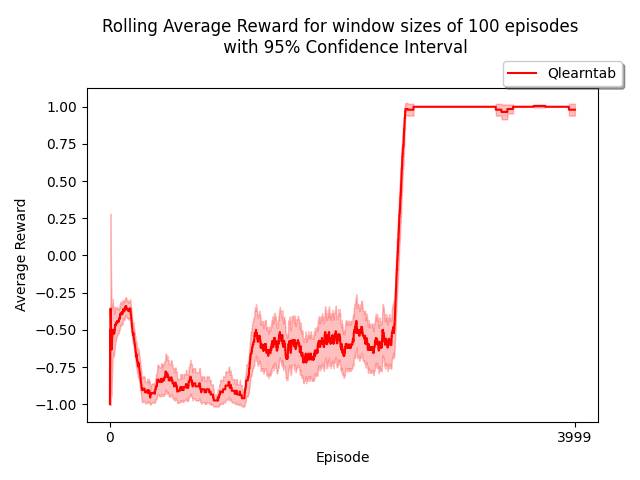 Rolling Average Reward for window sizes of 100 episodes
with 95% Confidence Interval
Qlearntab
1.00
0.75
0.50
0.25
0.00
−0.25
−0.50
−0.75
−1.00
Average Reward
0
3999
Episode